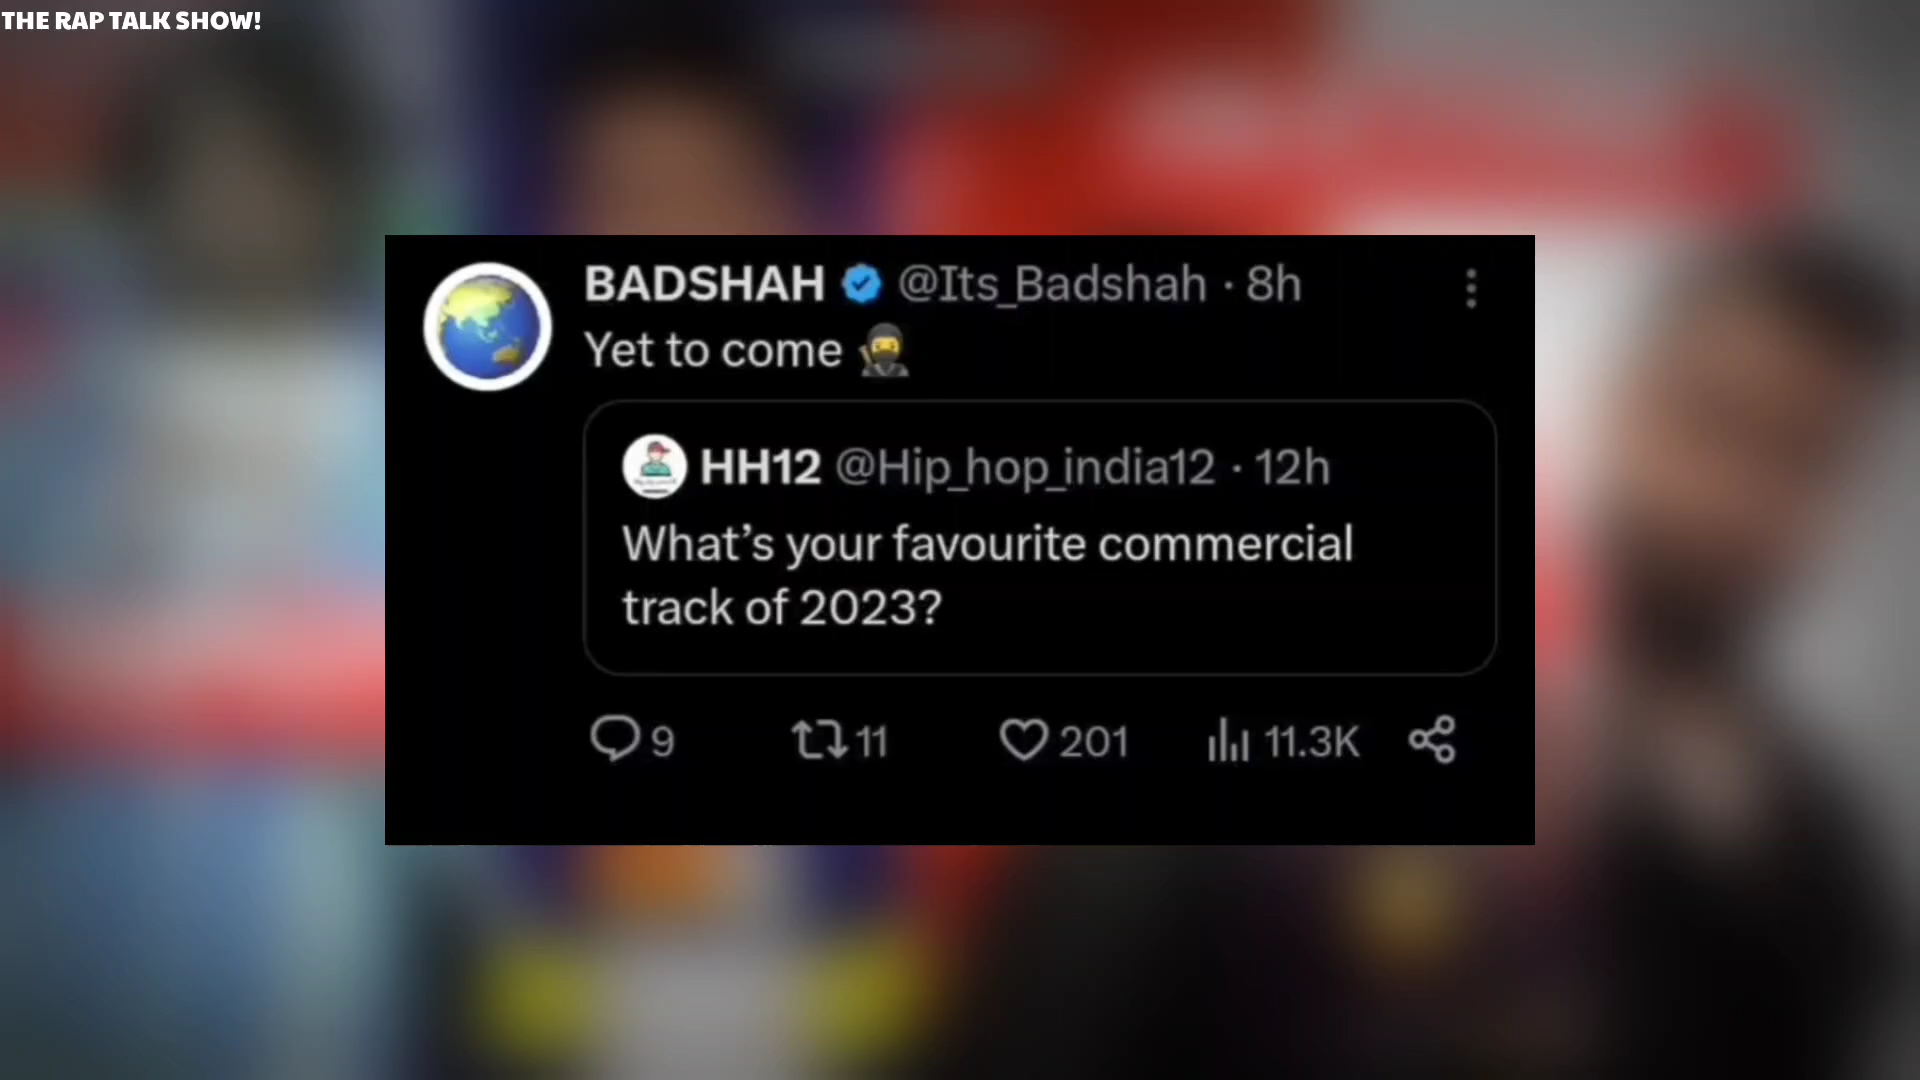 THE RAP TALK SHOW!
BADSHAH @Its_Badshah · 8h
Yet to come 🥷
HH12 @Hip_hop_india12 · 12h
What's your favourite commercial
track of 2023?
9 11 201 11.3K